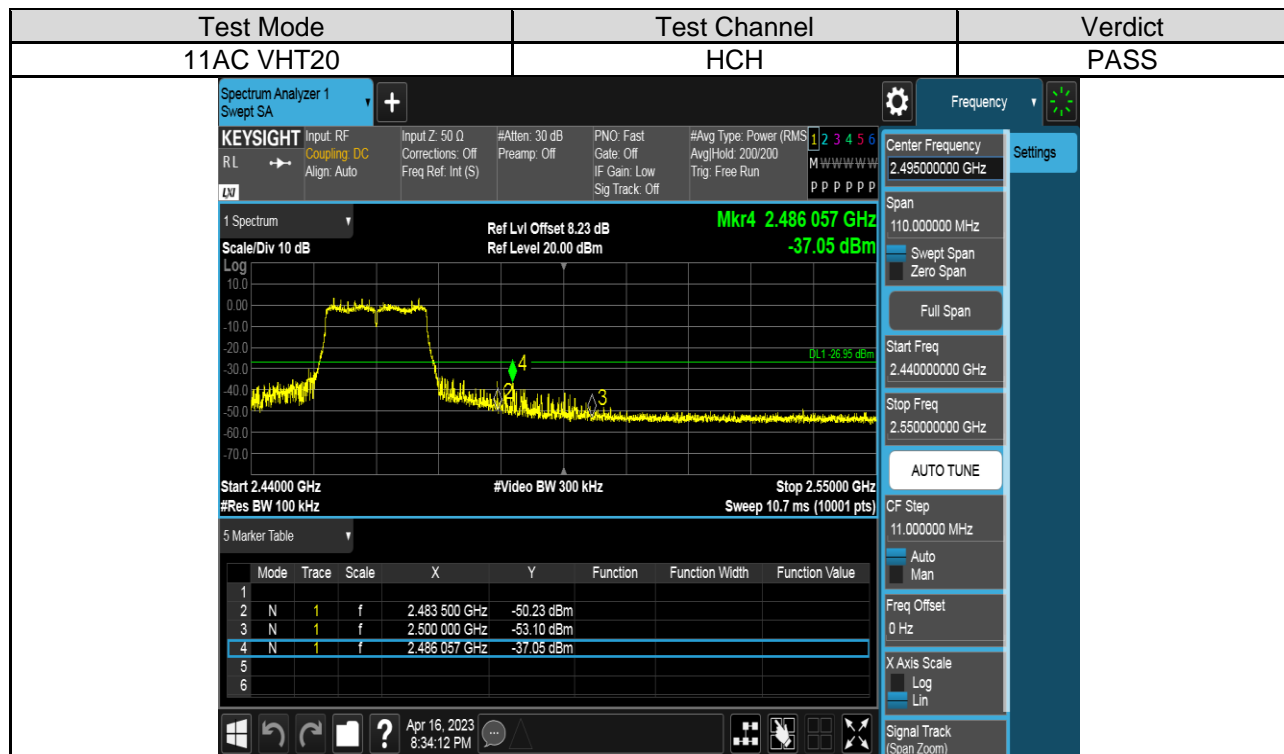 Test Mode Test Channel Verdict
11AC VHT20 HCH PASS
Spectrum Analyzer 1
Swept SA
+
Frequency
KEYSIGHT
R L
LXI
Input: RF
Coupling: DC
Align: Auto
Input Z: 50 Ω
Corrections: Off
Freq Ref: Int (S)
#Atten: 30 dB
Preamp: Off
PNO: Fast
Gate: Off
IF Gain: Low
Sig Track: Off
#Avg Type: Power (RMS
Avg|Hold: 200/200
Trig: Free Run
1 2 3 4 5 6
M W W W W W
P P P P P P
1 Spectrum
Scale/Div 10 dB
Ref Lvl Offset 8.23 dB
Ref Level 20.00 dBm
Mkr4 2.486 057 GHz
-37.05 dBm
Log
10.0
0.00
-10.0
-20.0
-30.0
-40.0
-50.0
-60.0
-70.0
DL1 -26.95 dBm
4
2
3
Start 2.44000 GHz #Video BW 300 kHz Stop 2.55000 GHz
#Res BW 100 kHz Sweep 10.7 ms (10001 pts)
5 Marker Table
Mode Trace Scale X Y Function Function Width Function Value
1
2 N 1 f 2.483 500 GHz -50.23 dBm
3 N 1 f 2.500 000 GHz -53.10 dBm
4 N 1 f 2.486 057 GHz -37.05 dBm
5
6
?
Apr 16, 2023
8:34:12 PM
Settings
Center Frequency
2.495000000 GHz
Span
110.000000 MHz
Swept Span
Zero Span
Full Span
Start Freq
2.440000000 GHz
Stop Freq
2.550000000 GHz
AUTO TUNE
CF Step
11.000000 MHz
Auto
Man
Freq Offset
0 Hz
X Axis Scale
Log
Lin
Signal Track
(Span Zoom)